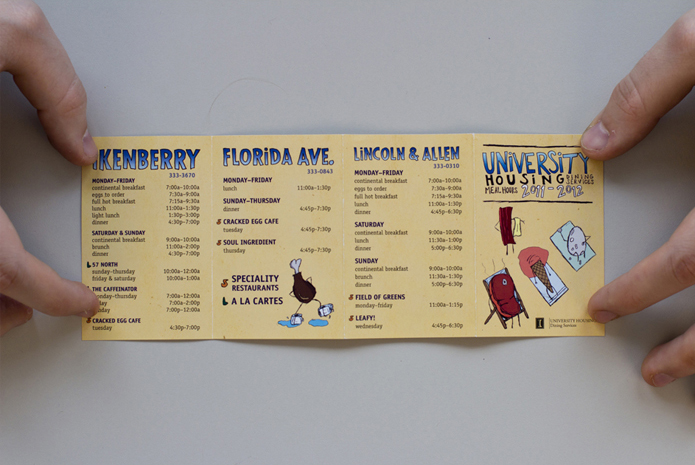 IKENBERRY
333-3670
MONDAY–FRIDAY
continental breakfast 7:00a–10:00a
eggs to order 7:30a–9:00a
full hot breakfast 7:15a–9:30a
lunch 11:00a–1:30p
light lunch 1:30p–3:00p
dinner 4:30p–7:00p
SATURDAY & SUNDAY
continental breakfast 9:00a–10:00a
brunch 11:00a–2:00p
dinner 4:30p–7:00p
57 NORTH
sunday–thursday 10:00a–12:00a
friday & saturday 10:00a–1:00a
THE CAFFEINATOR
monday–thursday 7:00a–12:00a
7:00a–2:00p
7:00p–12:00a
CRACKED EGG CAFE
tuesday 4:30p–7:00p
FLORiDA AVE.
333-0843
MONDAY–FRIDAY
lunch 11:00a–1:30p
SUNDAY–THURSDAY
dinner 4:45p–7:30p
CRACKED EGG CAFE
tuesday 4:45p–7:30p
SOUL INGREDIENT
thursday 4:45p–7:30p
SPECIALITY
RESTAURANTS
A LA CARTES
LiNCOLN & ALLEN
333-0310
MONDAY–FRIDAY
continental breakfast 7:00a–10:00a
eggs to order 7:30a–9:00a
full hot breakfast 7:15a–9:30a
lunch 11:00a–1:30p
dinner 4:45p–6:30p
SATURDAY
continental breakfast 9:00a–10:00a
lunch 11:30a–1:00p
dinner 5:00p–6:30p
SUNDAY
continental breakfast 9:00a–10:00a
brunch 11:30a–1:00p
dinner 5:00p–6:30p
FIELD OF GREENS
monday–friday 11:00a–1:15p
LEAFY!
wednesday 4:45p–6:30p
UNiVERSiTY
HOUSING DINING SERVICES
MEAL HOURS 2011–2012
I UNIVERSITY HOUSING
Dining Services